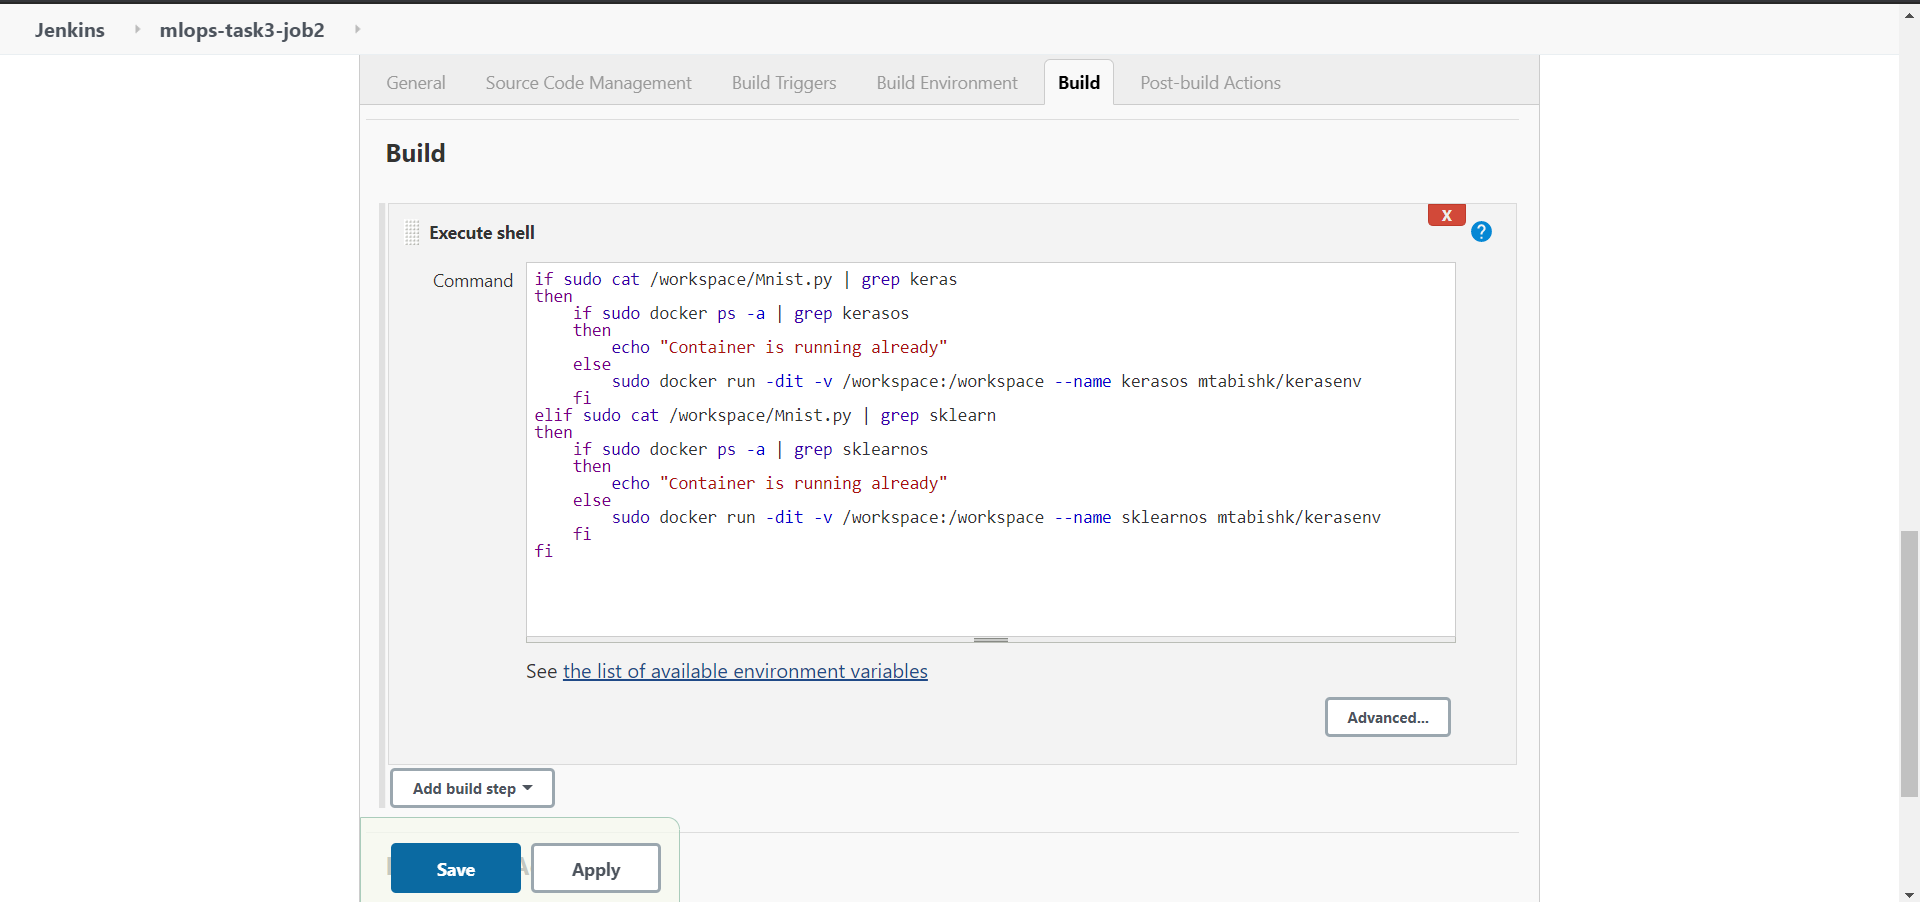 Jenkins mlops-task3-job2
General Source Code Management Build Triggers Build Environment Build Post-build Actions
Build
X
Execute shell ?
Command
if sudo cat /workspace/Mnist.py | grep keras
then
    if sudo docker ps -a | grep kerasos
    then
        echo "Container is running already"
    else
        sudo docker run -dit -v /workspace:/workspace --name kerasos mtabishk/kerasenv
    fi
elif sudo cat /workspace/Mnist.py | grep sklearn
then
    if sudo docker ps -a | grep sklearnos
    then
        echo "Container is running already"
    else
        sudo docker run -dit -v /workspace:/workspace --name sklearnos mtabishk/kerasenv
    fi
fi
See the list of available environment variables
Advanced...
Add build step
Save Apply